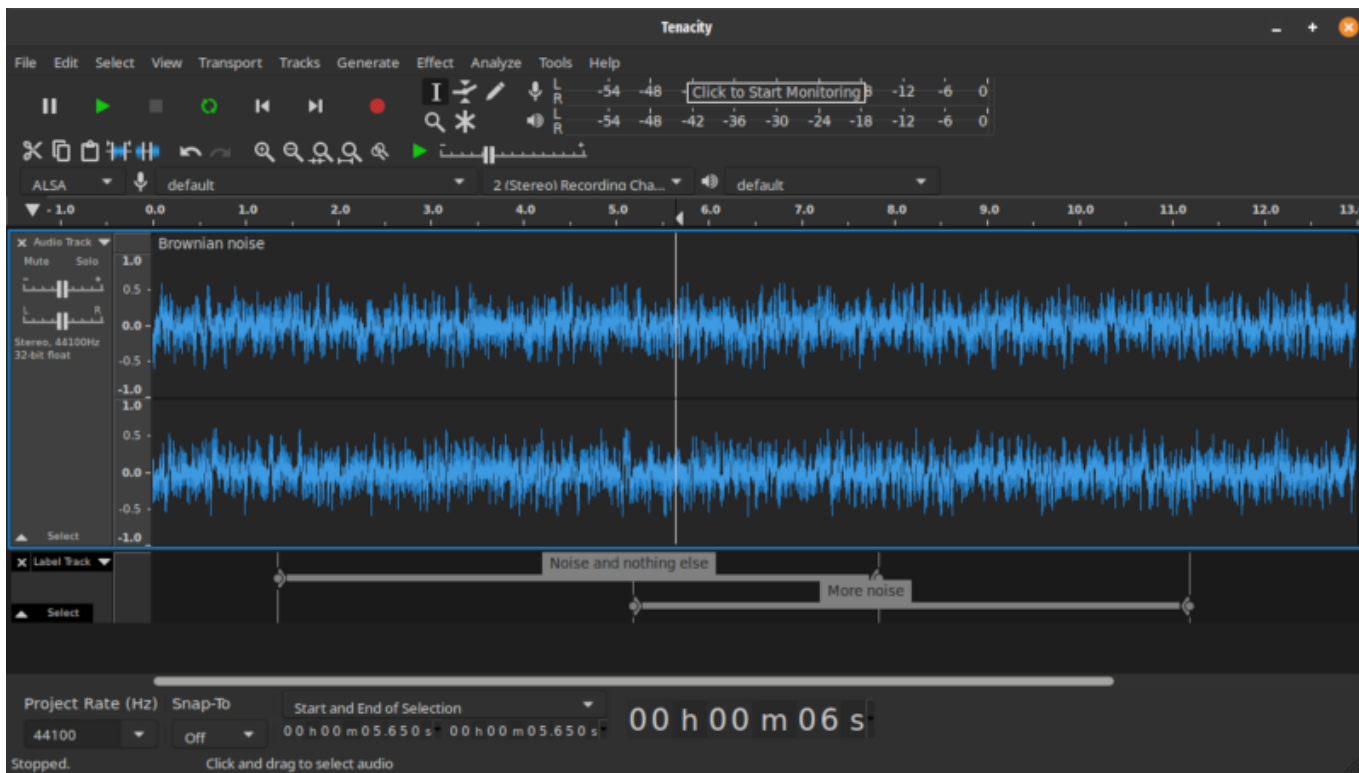 Tenacity
File Edit Select View Transport Tracks Generate Effect Analyze Tools Help
L R -54 -48 Click to Start Monitoring -12 -6 0
L R -54 -48 -42 -36 -30 -24 -18 -12 -6 0
ALSA default 2 (Stereo) Recording Cha... default
-1.0 0.0 1.0 2.0 3.0 4.0 5.0 6.0 7.0 8.0 9.0 10.0 11.0 12.0 13.
Audio Track Brownian noise
Mute Solo 1.0
- + 0.5
L R 0.0
Stereo, 44100Hz
32-bit float
-0.5
-1.0
1.0
0.5
0.0
-0.5
Select -1.0
Label Track Noise and nothing else
More noise
Select
Project Rate (Hz) Snap-To Start and End of Selection
44100 Off 00 h 00 m 05.650 s 00 h 00 m 05.650 s 00 h 00 m 06 s
Stopped. Click and drag to select audio